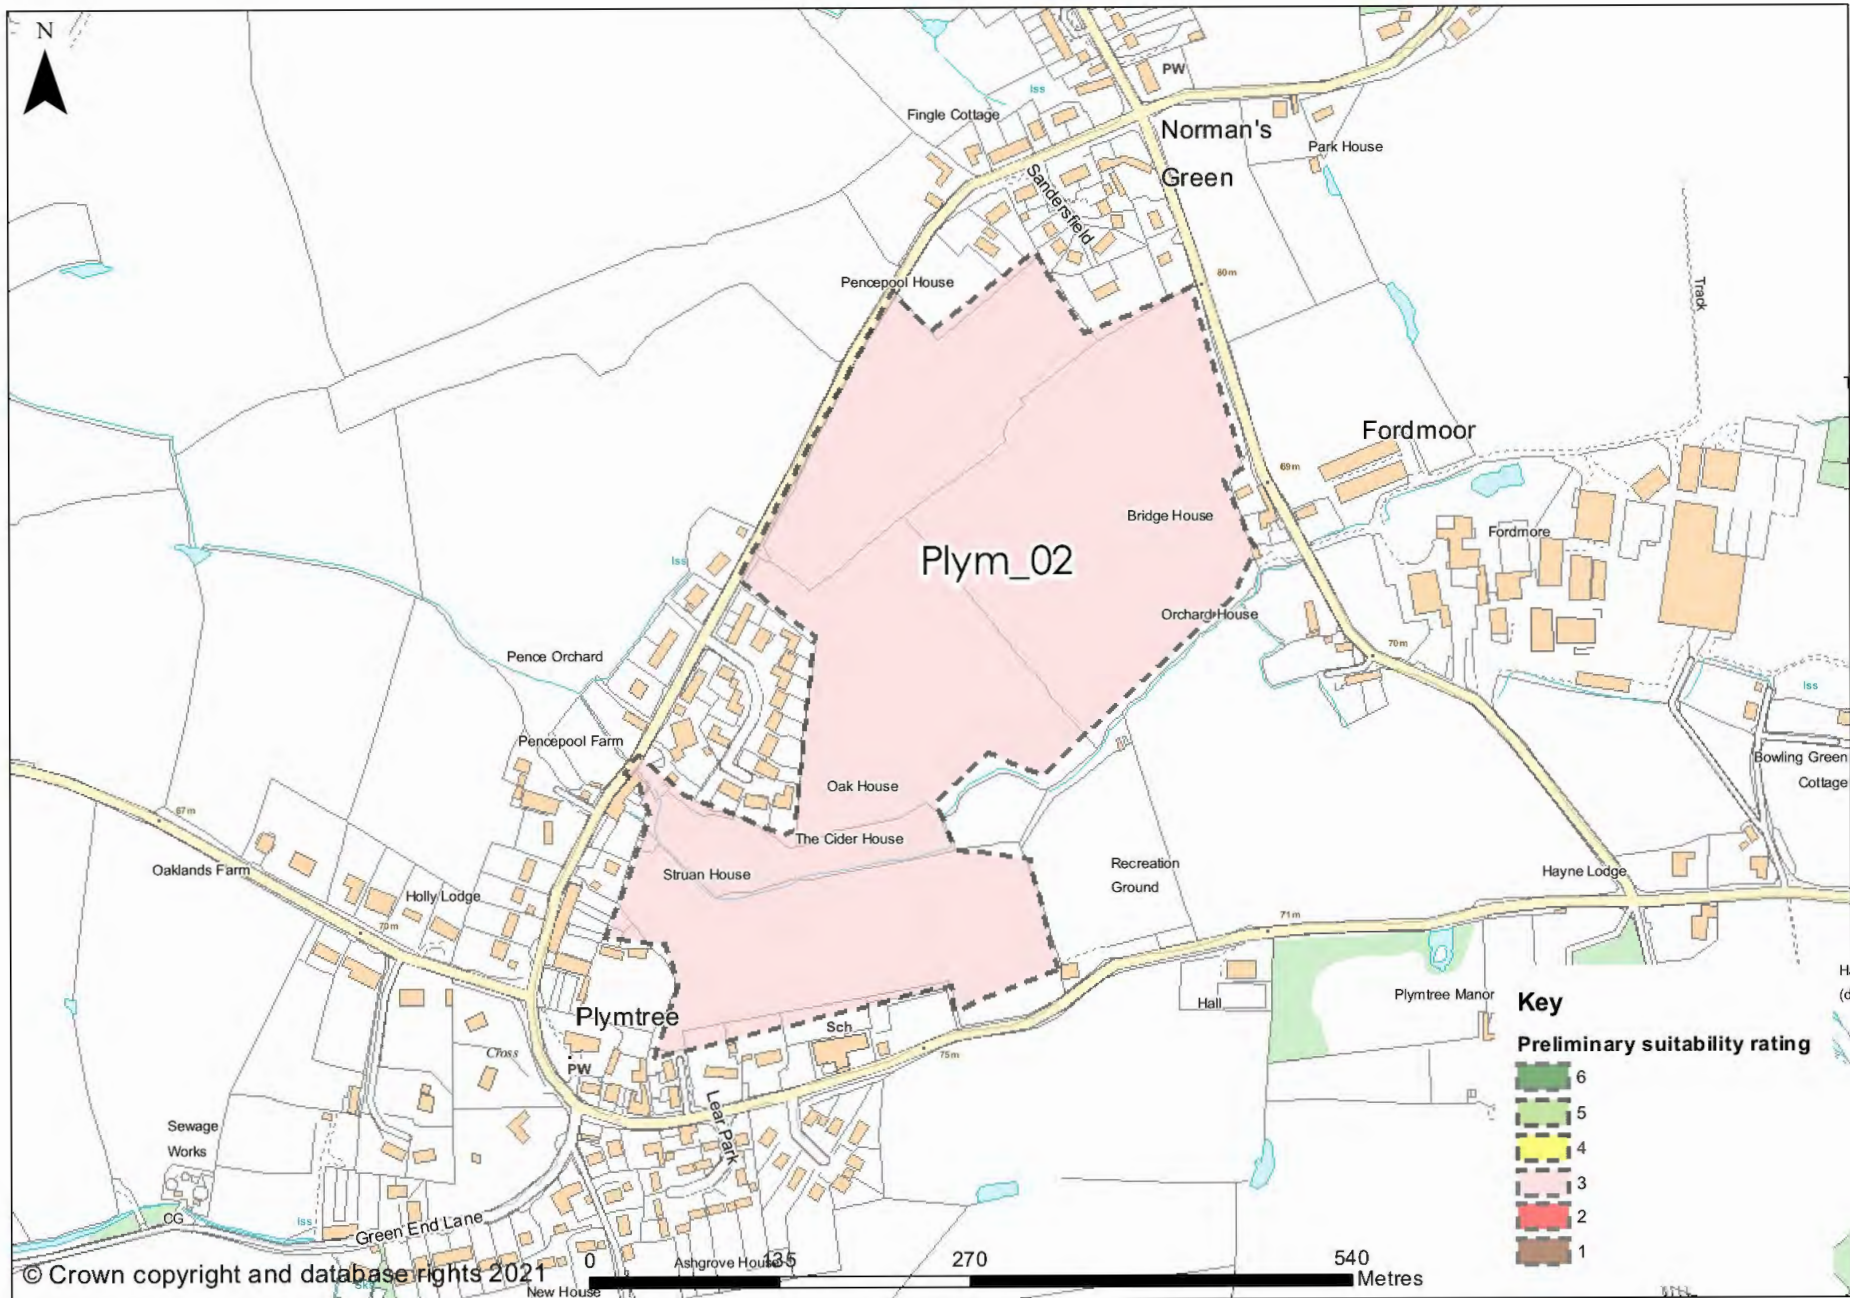 N
PW
Iss
Fingle Cottage
Norman's
Green
Park House
Sandersfield
Pencepool House
80m
Track
Fordmoor
69m
Bridge House
Fordmore
Plym_02
Iss
Orchard House
70m
Pence Orchard
Iss
Pencepool Farm
Bowling Green
Cottage
Oak House
67m
The Cider House
Oaklands Farm
Struan House
Recreation
Ground
Hayne Lodge
Holly Lodge
70m
71m
Plymtree Manor
Hall
Plymtree
Sch
75m
Cross
PW
Lear Park
Sewage
Works
CG
Iss
Green End Lane
Key
Preliminary suitability rating
6
5
4
3
2
1
© Crown copyright and database rights 2021
Ashgrove House
New House
0 135 270 540
Metres